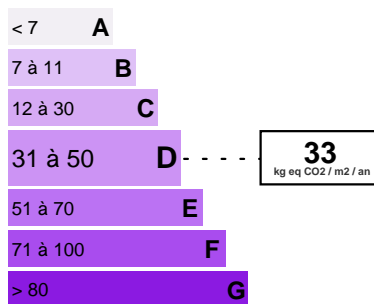 < 7 A
7 à 11 B
12 à 30 C
31 à 50 D
33
kg eq CO2 / m2 / an
51 à 70 E
71 à 100 F
> 80 G